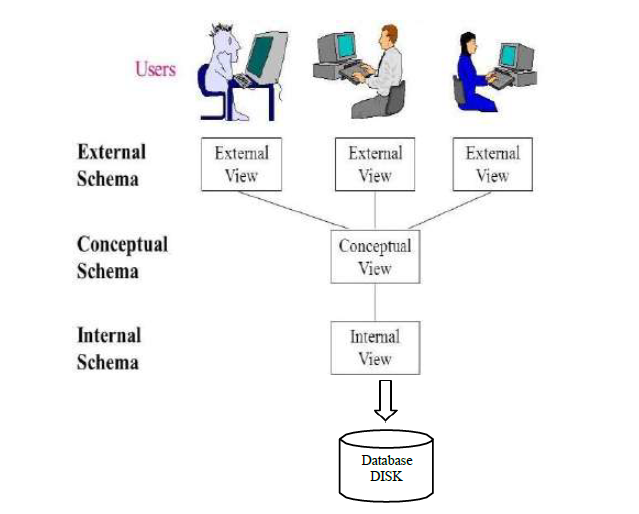 Users
External
Schema
External
View
External
View
External
View
Conceptual
Schema
Conceptual
View
Internal
Schema
Internal
View
Database
DISK